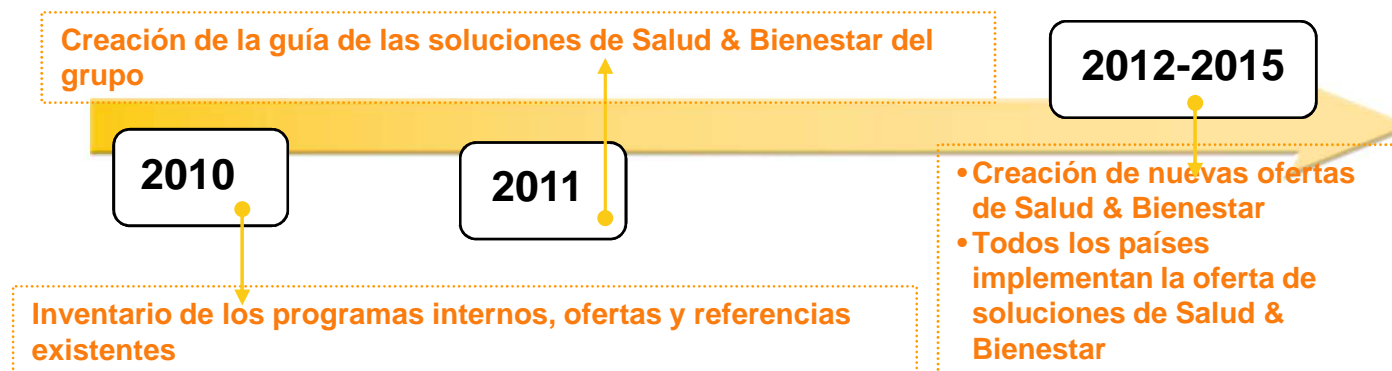 Creación de la guía de las soluciones de Salud & Bienestar del
grupo
2012-2015
2010
2011
•Creación de nuevas ofertas
de Salud & Bienestar
•Todos los países
implementan la oferta de
soluciones de Salud &
Bienestar
Inventario de los programas internos, ofertas y referencias
existentes